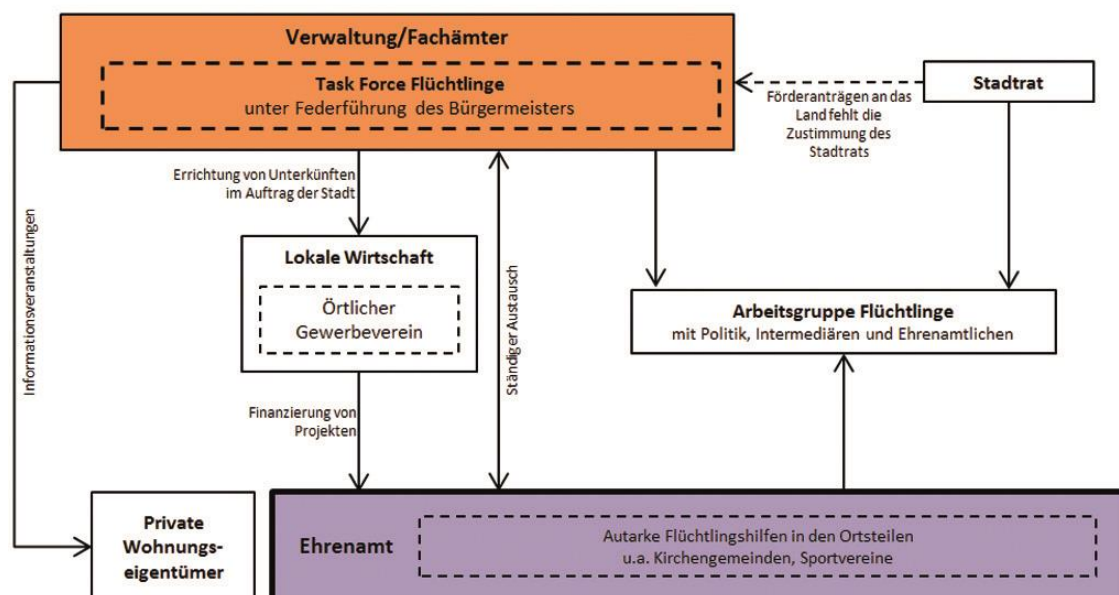 Verwaltung/Fachämter
Task Force Flüchtlinge
unter Federführung des Bürgermeisters
Stadtrat
Förderanträgen an das
Land fehlt die
Zustimmung des
Stadtrats
Errichtung von Unterkünften
im Auftrag der Stadt
Informationsveranstaltungen
Lokale Wirtschaft
Örtlicher
Gewerbeverein
Ständiger Austausch
Arbeitsgruppe Flüchtlinge
mit Politik, Intermediären und Ehrenamtlichen
Finanzierung von
Projekten
Private
Wohnungs-
eigentümer
Ehrenamt
Autarke Flüchtlingshilfen in den Ortsteilen
u.a. Kirchengemeinden, Sportvereine